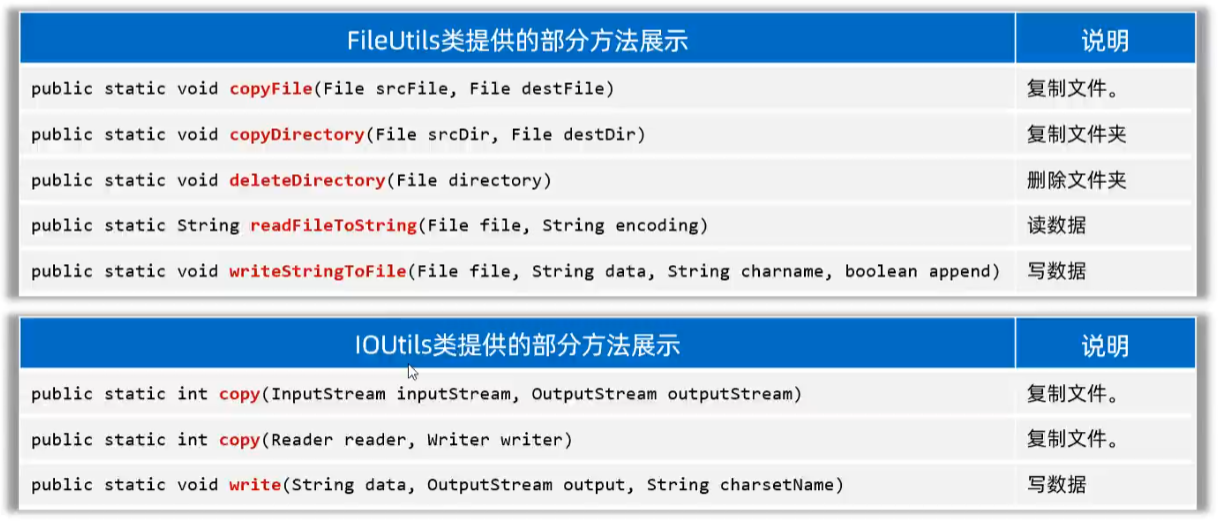 FileUtils类提供的部分方法展示 说明
public static void copyFile(File srcFile, File destFile) 复制文件。
public static void copyDirectory(File srcDir, File destDir) 复制文件夹
public static void deleteDirectory(File directory) 删除文件夹
public static String readFileToString(File file, String encoding) 读数据
public static void writeStringToFile(File file, String data, String charname, boolean append) 写数据
IOUtils类提供的部分方法展示 说明
public static int copy(InputStream inputStream, OutputStream outputStream) 复制文件。
public static int copy(Reader reader, Writer writer) 复制文件。
public static void write(String data, OutputStream output, String charsetName) 写数据